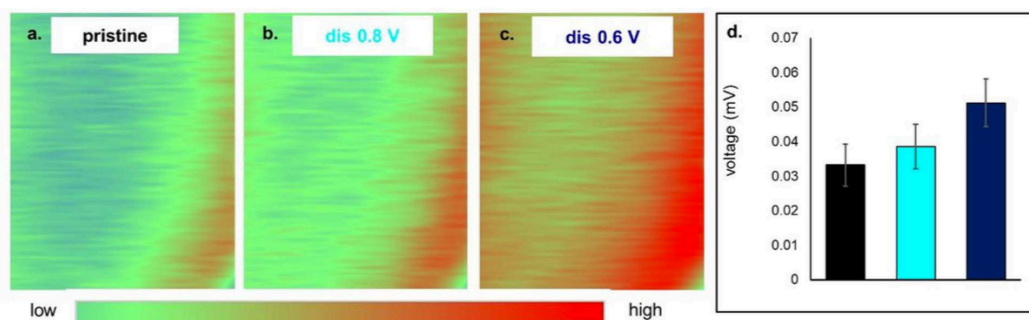 a. pristine
b. dis 0.8 V
c. dis 0.6 V
d.
voltage (mV)
0.07
0.06
0.05
0.04
0.03
0.02
0.01
0
low
high